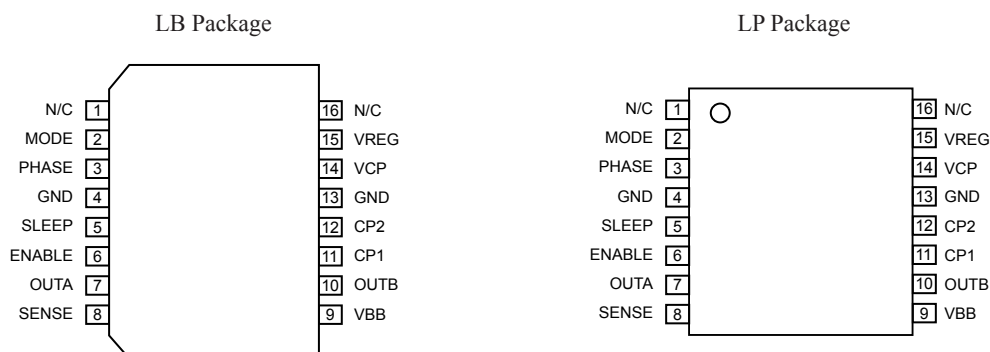 LB Package
N/C 1 16 N/C
MODE 2 15 VREG
PHASE 3 14 VCP
GND 4 13 GND
SLEEP 5 12 CP2
ENABLE 6 11 CP1
OUTA 7 10 OUTB
SENSE 8 9 VBB
LP Package
N/C 1 16 N/C
MODE 2 15 VREG
PHASE 3 14 VCP
GND 4 13 GND
SLEEP 5 12 CP2
ENABLE 6 11 CP1
OUTA 7 10 OUTB
SENSE 8 9 VBB